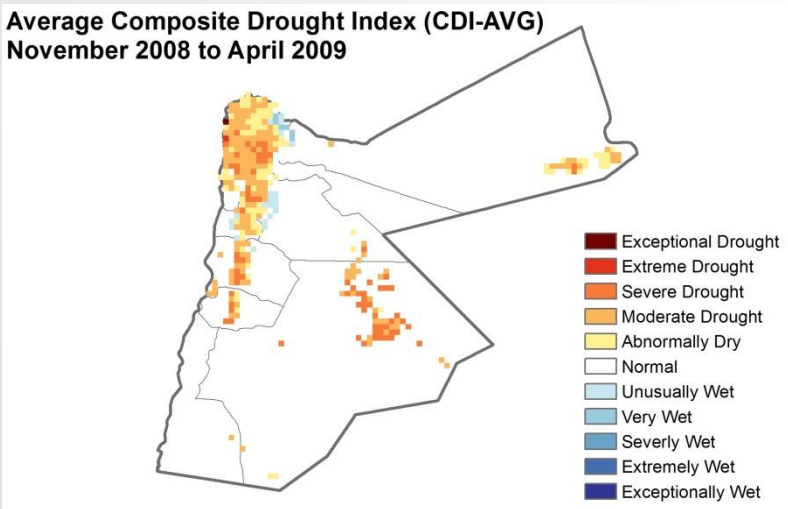 Average Composite Drought Index (CDI-AVG)
November 2008 to April 2009
Exceptional Drought
Extreme Drought
Severe Drought
Moderate Drought
Abnormally Dry
Normal
Unusually Wet
Very Wet
Severly Wet
Extremely Wet
Exceptionally Wet